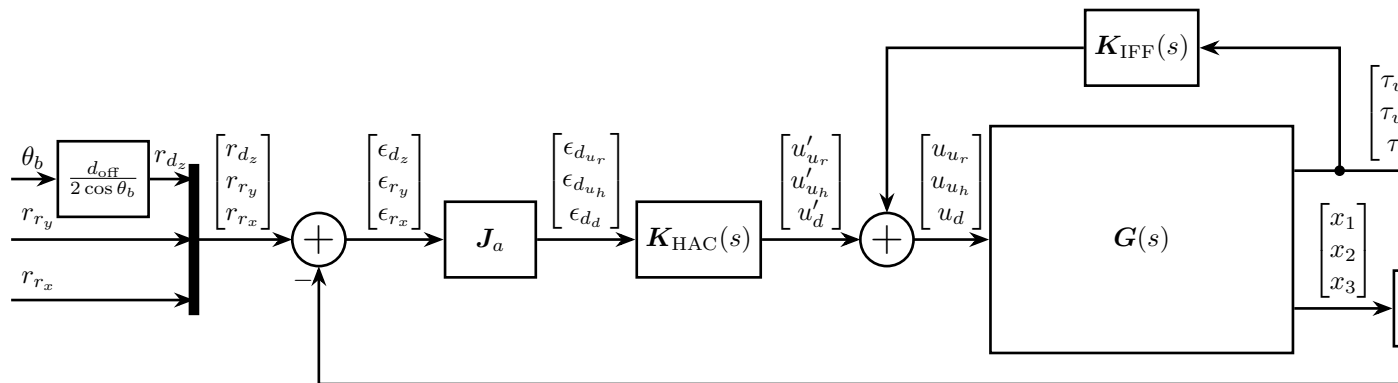 K_IFF(s)
[τ_u
τ_u
τ
θ_b
d_off / 2 cos θ_b
r_{d_z}
r_{r_y}
r_{r_x}
[r_{d_z}
r_{r_y}
r_{r_x}]
+
−
[ϵ_{d_z}
ϵ_{r_y}
ϵ_{r_x}]
J_a
[ϵ_{d_{u_r}}
ϵ_{d_{u_h}}
ϵ_{d_d}]
K_HAC(s)
[u'_{u_r}
u'_{u_h}
u'_d]
+
[u_{u_r}
u_{u_h}
u_d]
G(s)
[x_1
x_2
x_3]